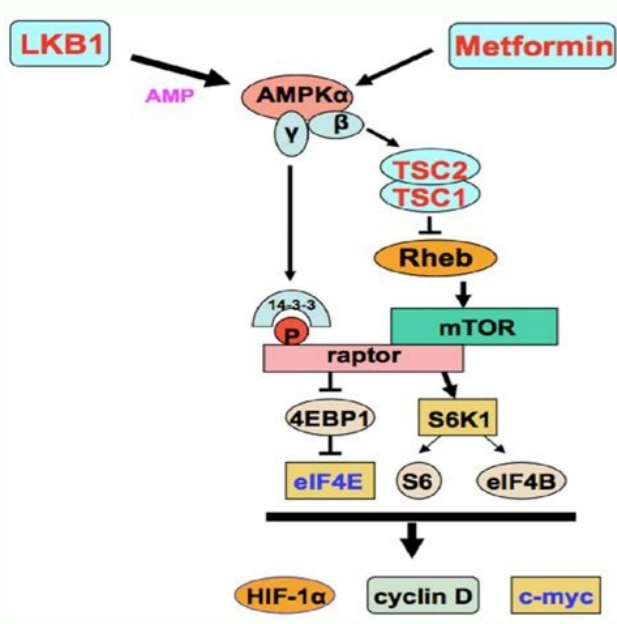 LKB1
Metformin
AMP
AMPKα
γ
β
TSC2
TSC1
Rheb
14-3-3
P
mTOR
raptor
4EBP1
S6K1
eIF4E
S6
eIF4B
HIF-1α
cyclin D
c-myc